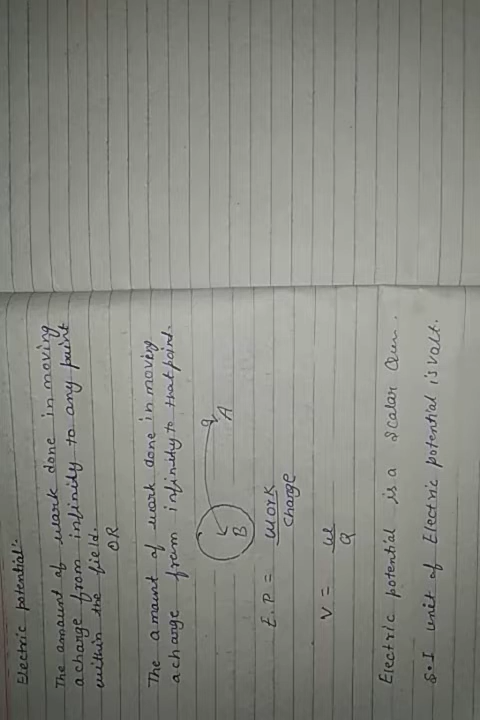 Electric potential:
The amount of work done in moving
a charge from infinity to any point
within the field.
OR
The amount of work done in moving
a charge from infinity to that point.
q
A
B
E.P = work
charge
V = W
Q
Electric potential is a Scalar Quan.
S.I unit of Electric potential is volt.